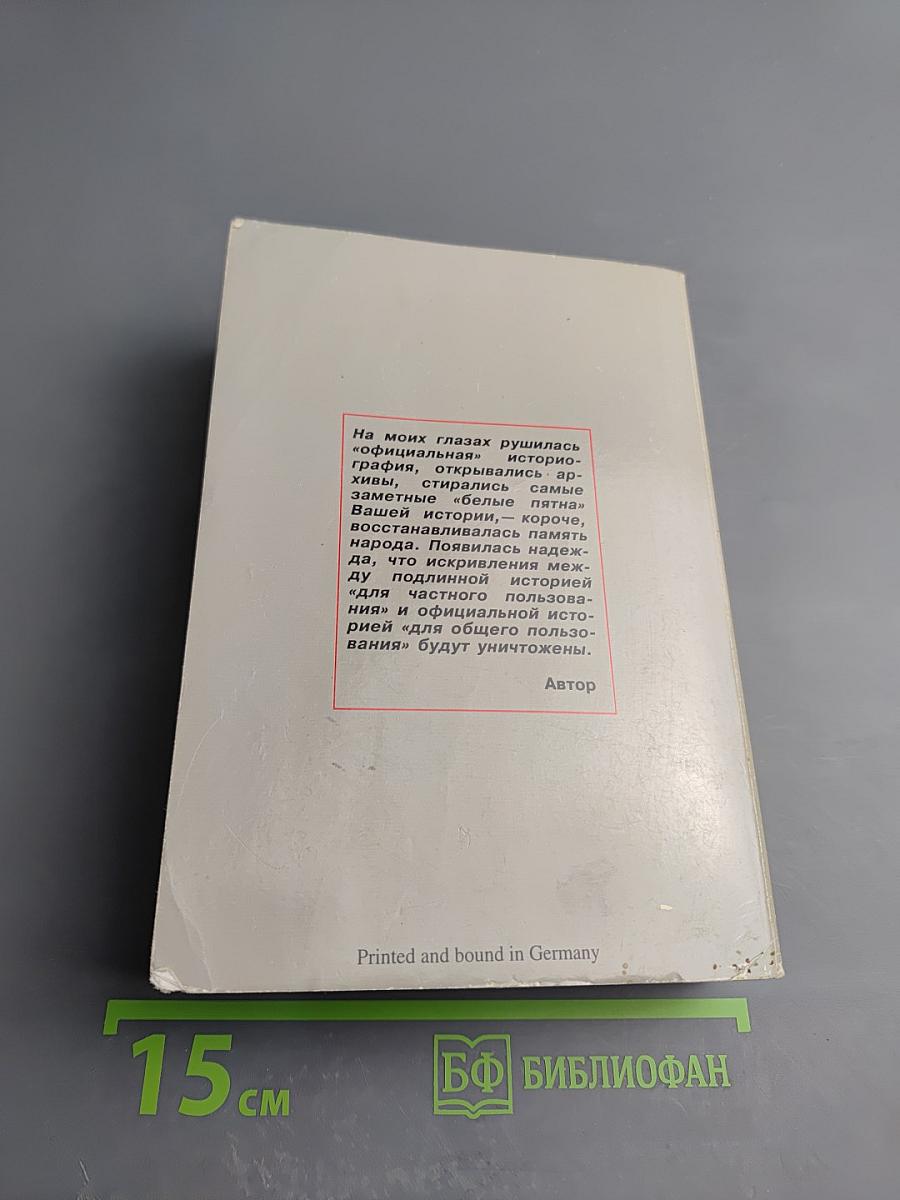 На моих глазах рушилась
«официальная» историо-
графия, открывались ар-
хивы, стирались самые
заметные «белые пятна»
Вашей истории,— короче,
восстанавливалась память
народа. Появилась надеж-
да, что искривления меж-
ду подлинной историей
«для частного пользова-
ния» и официальной исто-
рией «для общего пользо-
вания» будут уничтожены.
Автор
Printed and bound in Germany
15 см
БФ БИБЛИОФАН